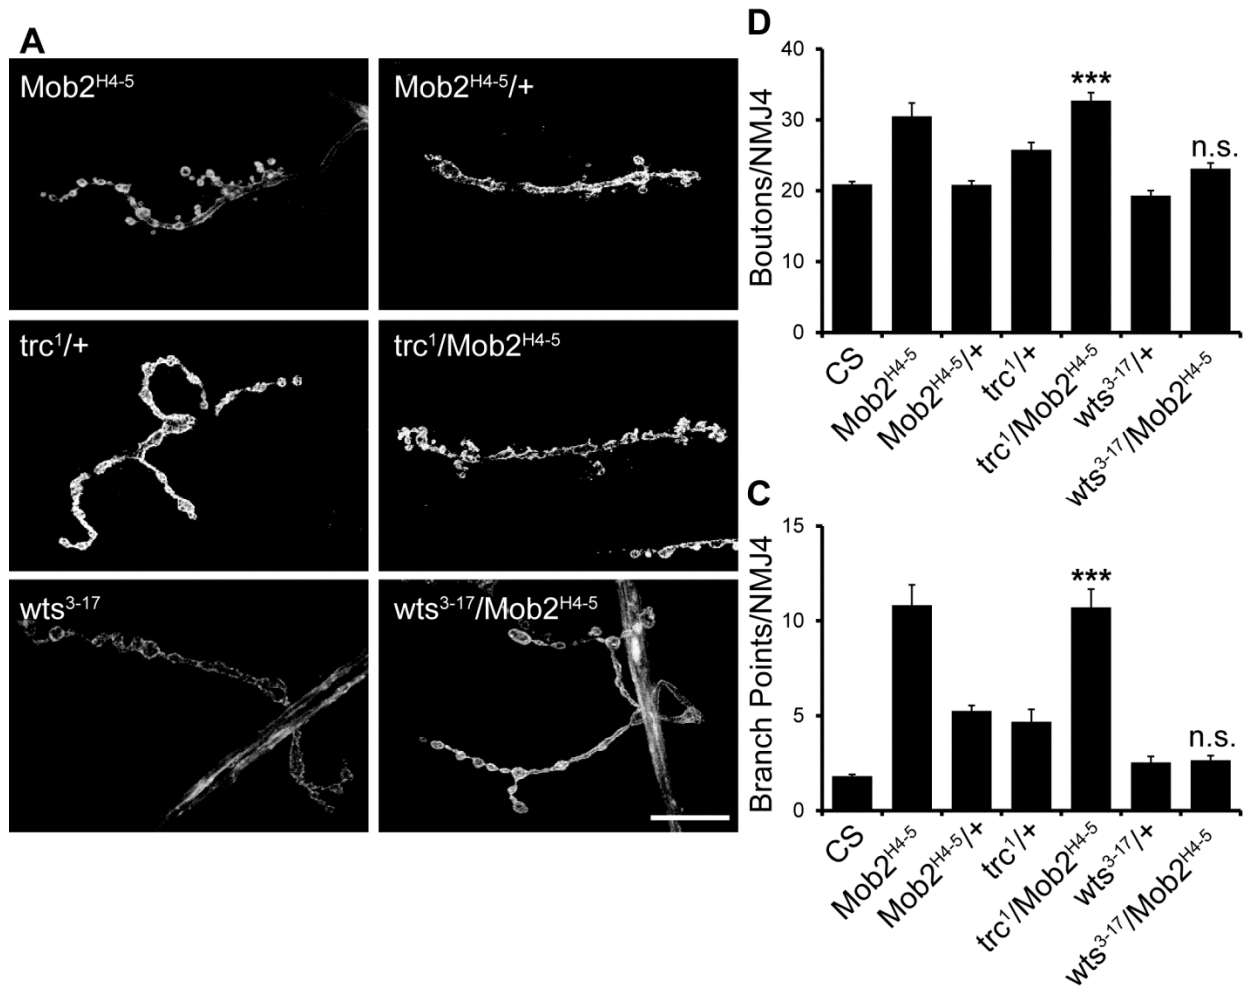 A
Mob2H4-5
Mob2H4-5/+
trc1/+
trc1/Mob2H4-5
wts3-17
wts3-17/Mob2H4-5
D
Boutons/NMJ4
40
30
20
10
0
***
n.s.
CS
Mob2H4-5
Mob2H4-5/+
trc1/+
trc1/Mob2H4-5
wts3-17/+
wts3-17/Mob2H4-5
C
Branch Points/NMJ4
15
10
5
0
***
n.s.
CS
Mob2H4-5
Mob2H4-5/+
trc1/+
trc1/Mob2H4-5
wts3-17/+
wts3-17/Mob2H4-5